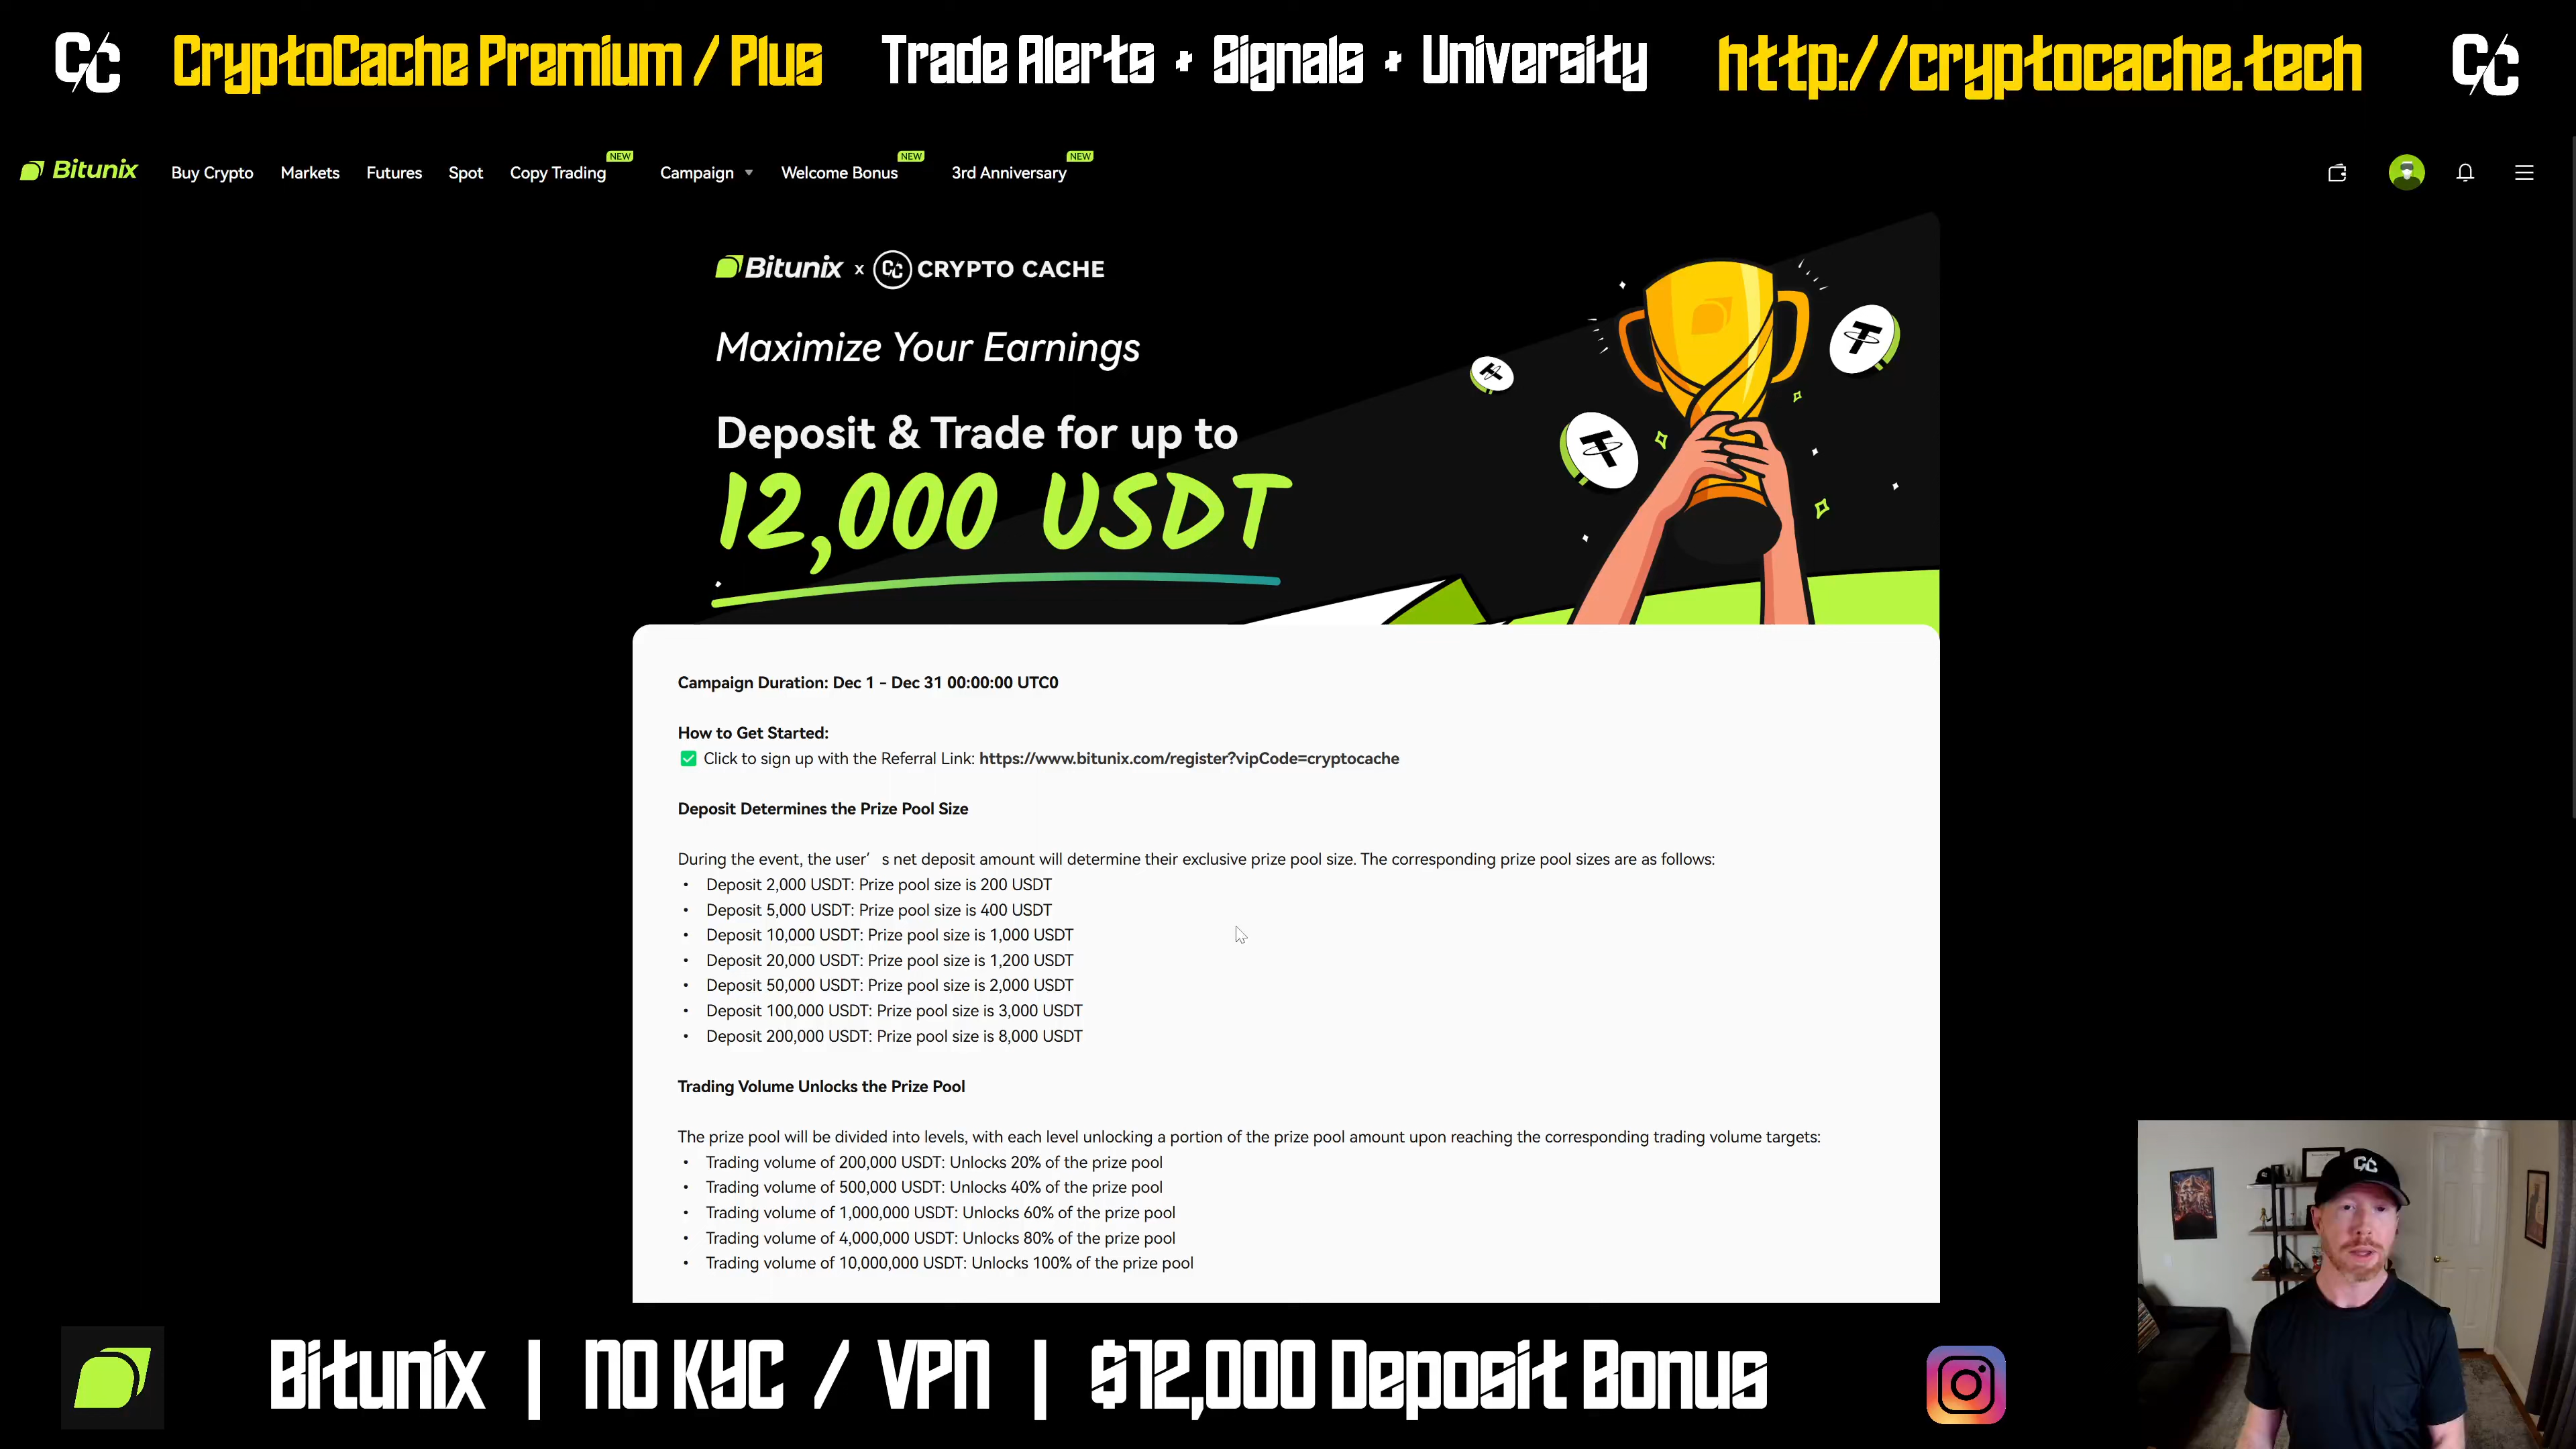 CC CryptoCache Premium / Plus Trade Alerts + Signals + University http://cryptocache.tech CC
Bitunix Buy Crypto Markets Futures Spot Copy Trading NEW Campaign Welcome Bonus NEW 3rd Anniversary NEW
Bitunix x CC CRYPTO CACHE
Maximize Your Earnings
Deposit & Trade for up to
12,000 USDT
Campaign Duration: Dec 1 - Dec 31 00:00:00 UTC0
How to Get Started:
✅ Click to sign up with the Referral Link: https://www.bitunix.com/register?vipCode=cryptocache
Deposit Determines the Prize Pool Size
During the event, the user’ s net deposit amount will determine their exclusive prize pool size. The corresponding prize pool sizes are as follows:
• Deposit 2,000 USDT: Prize pool size is 200 USDT
• Deposit 5,000 USDT: Prize pool size is 400 USDT
• Deposit 10,000 USDT: Prize pool size is 1,000 USDT
• Deposit 20,000 USDT: Prize pool size is 1,200 USDT
• Deposit 50,000 USDT: Prize pool size is 2,000 USDT
• Deposit 100,000 USDT: Prize pool size is 3,000 USDT
• Deposit 200,000 USDT: Prize pool size is 8,000 USDT
Trading Volume Unlocks the Prize Pool
The prize pool will be divided into levels, with each level unlocking a portion of the prize pool amount upon reaching the corresponding trading volume targets:
• Trading volume of 200,000 USDT: Unlocks 20% of the prize pool
• Trading volume of 500,000 USDT: Unlocks 40% of the prize pool
• Trading volume of 1,000,000 USDT: Unlocks 60% of the prize pool
• Trading volume of 4,000,000 USDT: Unlocks 80% of the prize pool
• Trading volume of 10,000,000 USDT: Unlocks 100% of the prize pool
CC
Bitunix | NO KYC / VPN | $12,000 Deposit Bonus